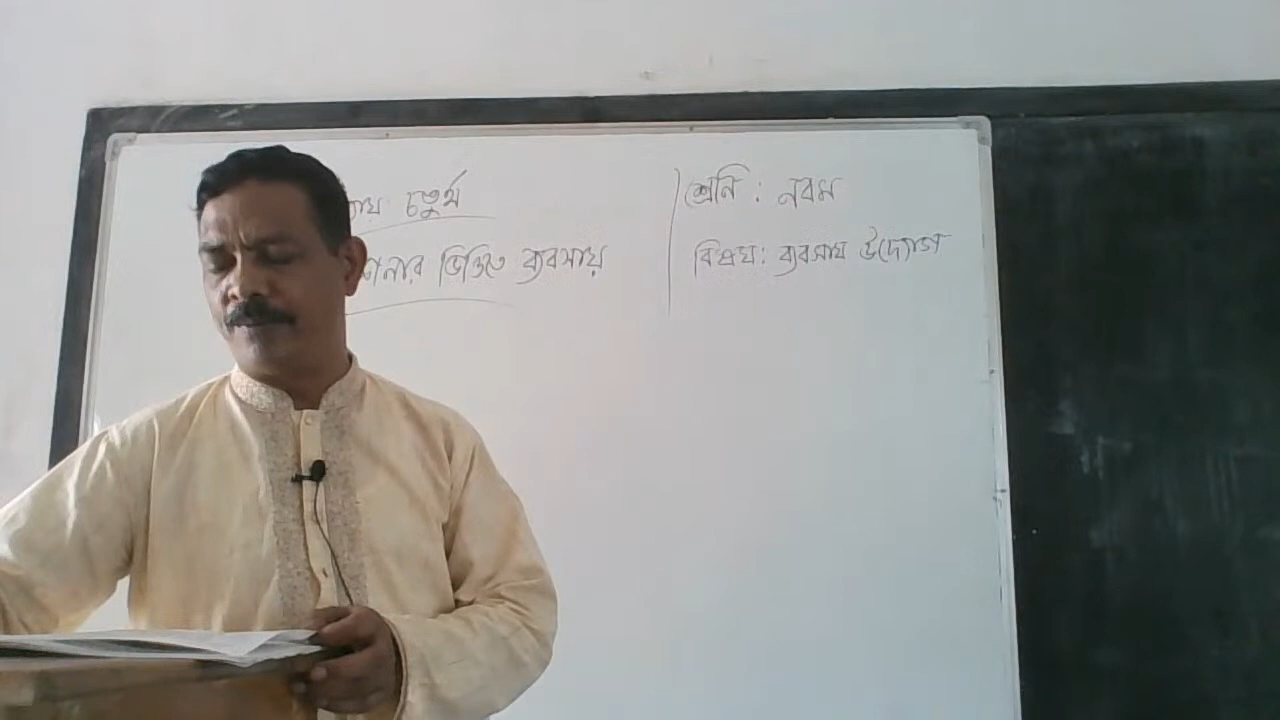 চতুর্থ
ভিত্তিতে ব্যবসায়
শ্রেনি : নবম
বিষয়: ব্যবসায় উদ্যোগ